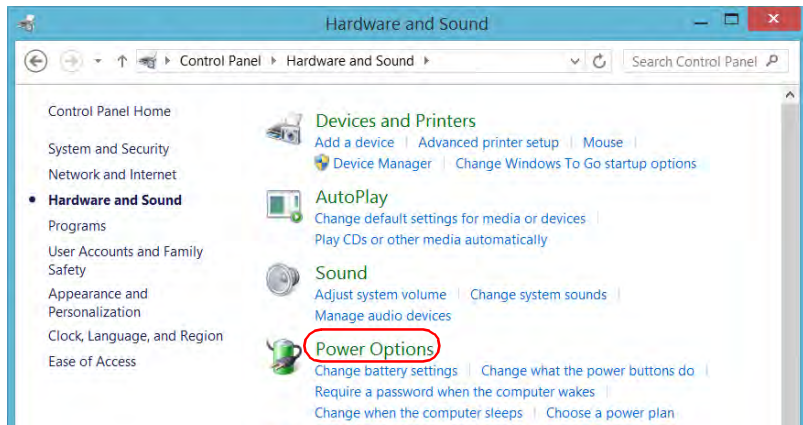 Hardware and Sound
Control Panel Hardware and Sound
Search Control Panel
Control Panel Home
System and Security
Network and Internet
Hardware and Sound
Programs
User Accounts and Family
Safety
Appearance and
Personalization
Clock, Language, and Region
Ease of Access
Devices and Printers
Add a device Advanced printer setup Mouse
Device Manager Change Windows To Go startup options
AutoPlay
Change default settings for media or devices
Play CDs or other media automatically
Sound
Adjust system volume Change system sounds
Manage audio devices
Power Options
Change battery settings Change what the power buttons do
Require a password when the computer wakes
Change when the computer sleeps Choose a power plan